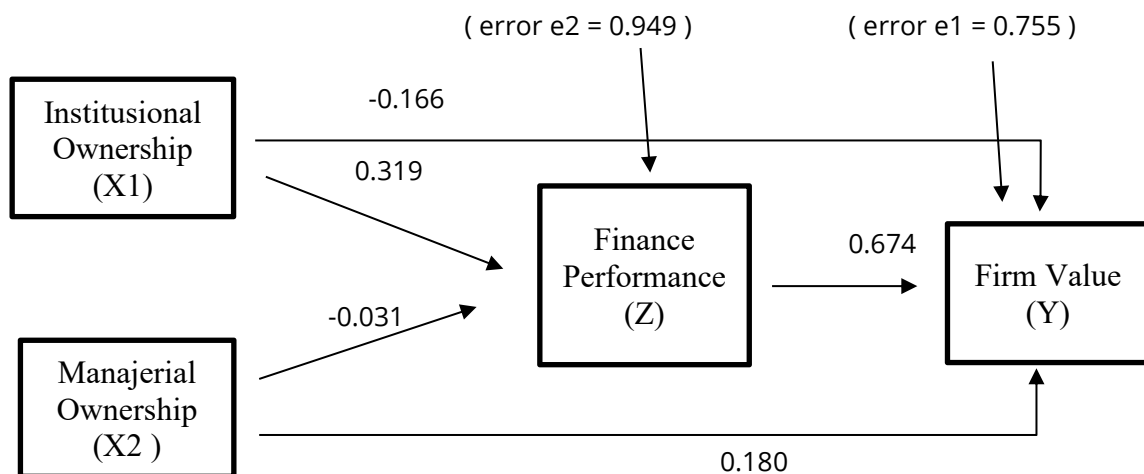 ( error e2 = 0.949 )
( error e1 = 0.755 )
-0.166
Institusional
Ownership
(X1)
0.319
Finance
Performance
(Z)
0.674
Firm Value
(Y)
-0.031
Manajerial
Ownership
(X2 )
0.180